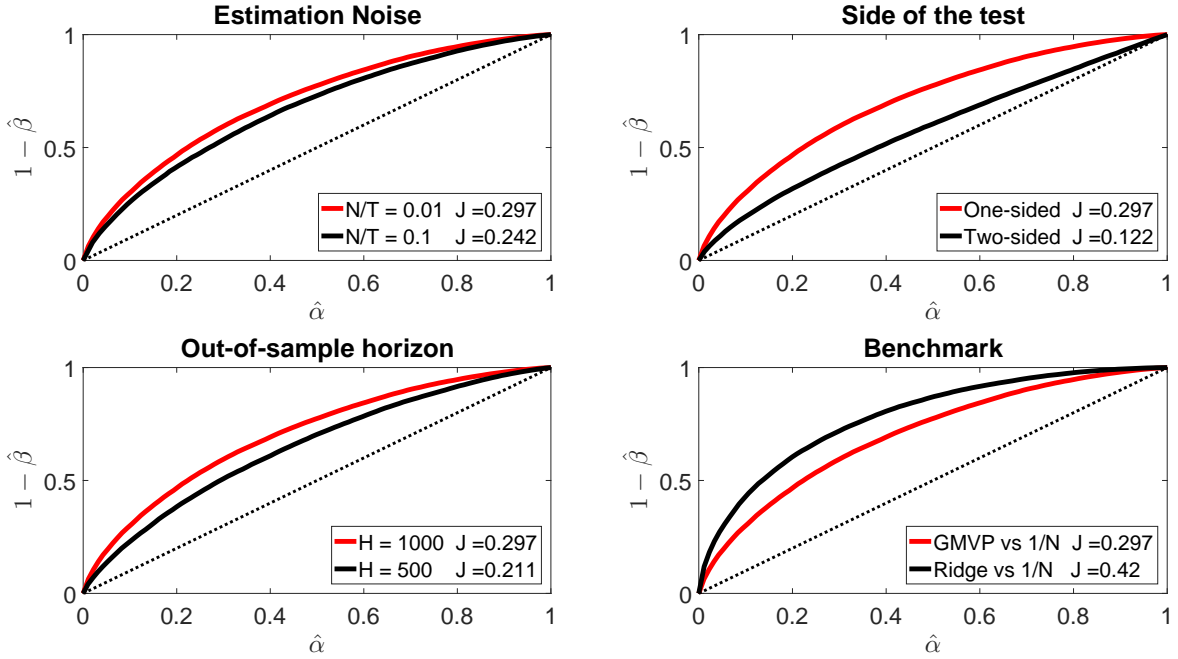 Estimation Noise
1
0.5
0
1 − β̂
N/T = 0.01 J =0.297
N/T = 0.1 J =0.242
0 0.2 0.4 0.6 0.8 1
α̂
Side of the test
1
0.5
0
1 − β̂
One-sided J =0.297
Two-sided J =0.122
0 0.2 0.4 0.6 0.8 1
α̂
Out-of-sample horizon
1
0.5
0
1 − β̂
H = 1000 J =0.297
H = 500 J =0.211
0 0.2 0.4 0.6 0.8 1
α̂
Benchmark
1
0.5
0
1 − β̂
GMVP vs 1/N J =0.297
Ridge vs 1/N J =0.42
0 0.2 0.4 0.6 0.8 1
α̂